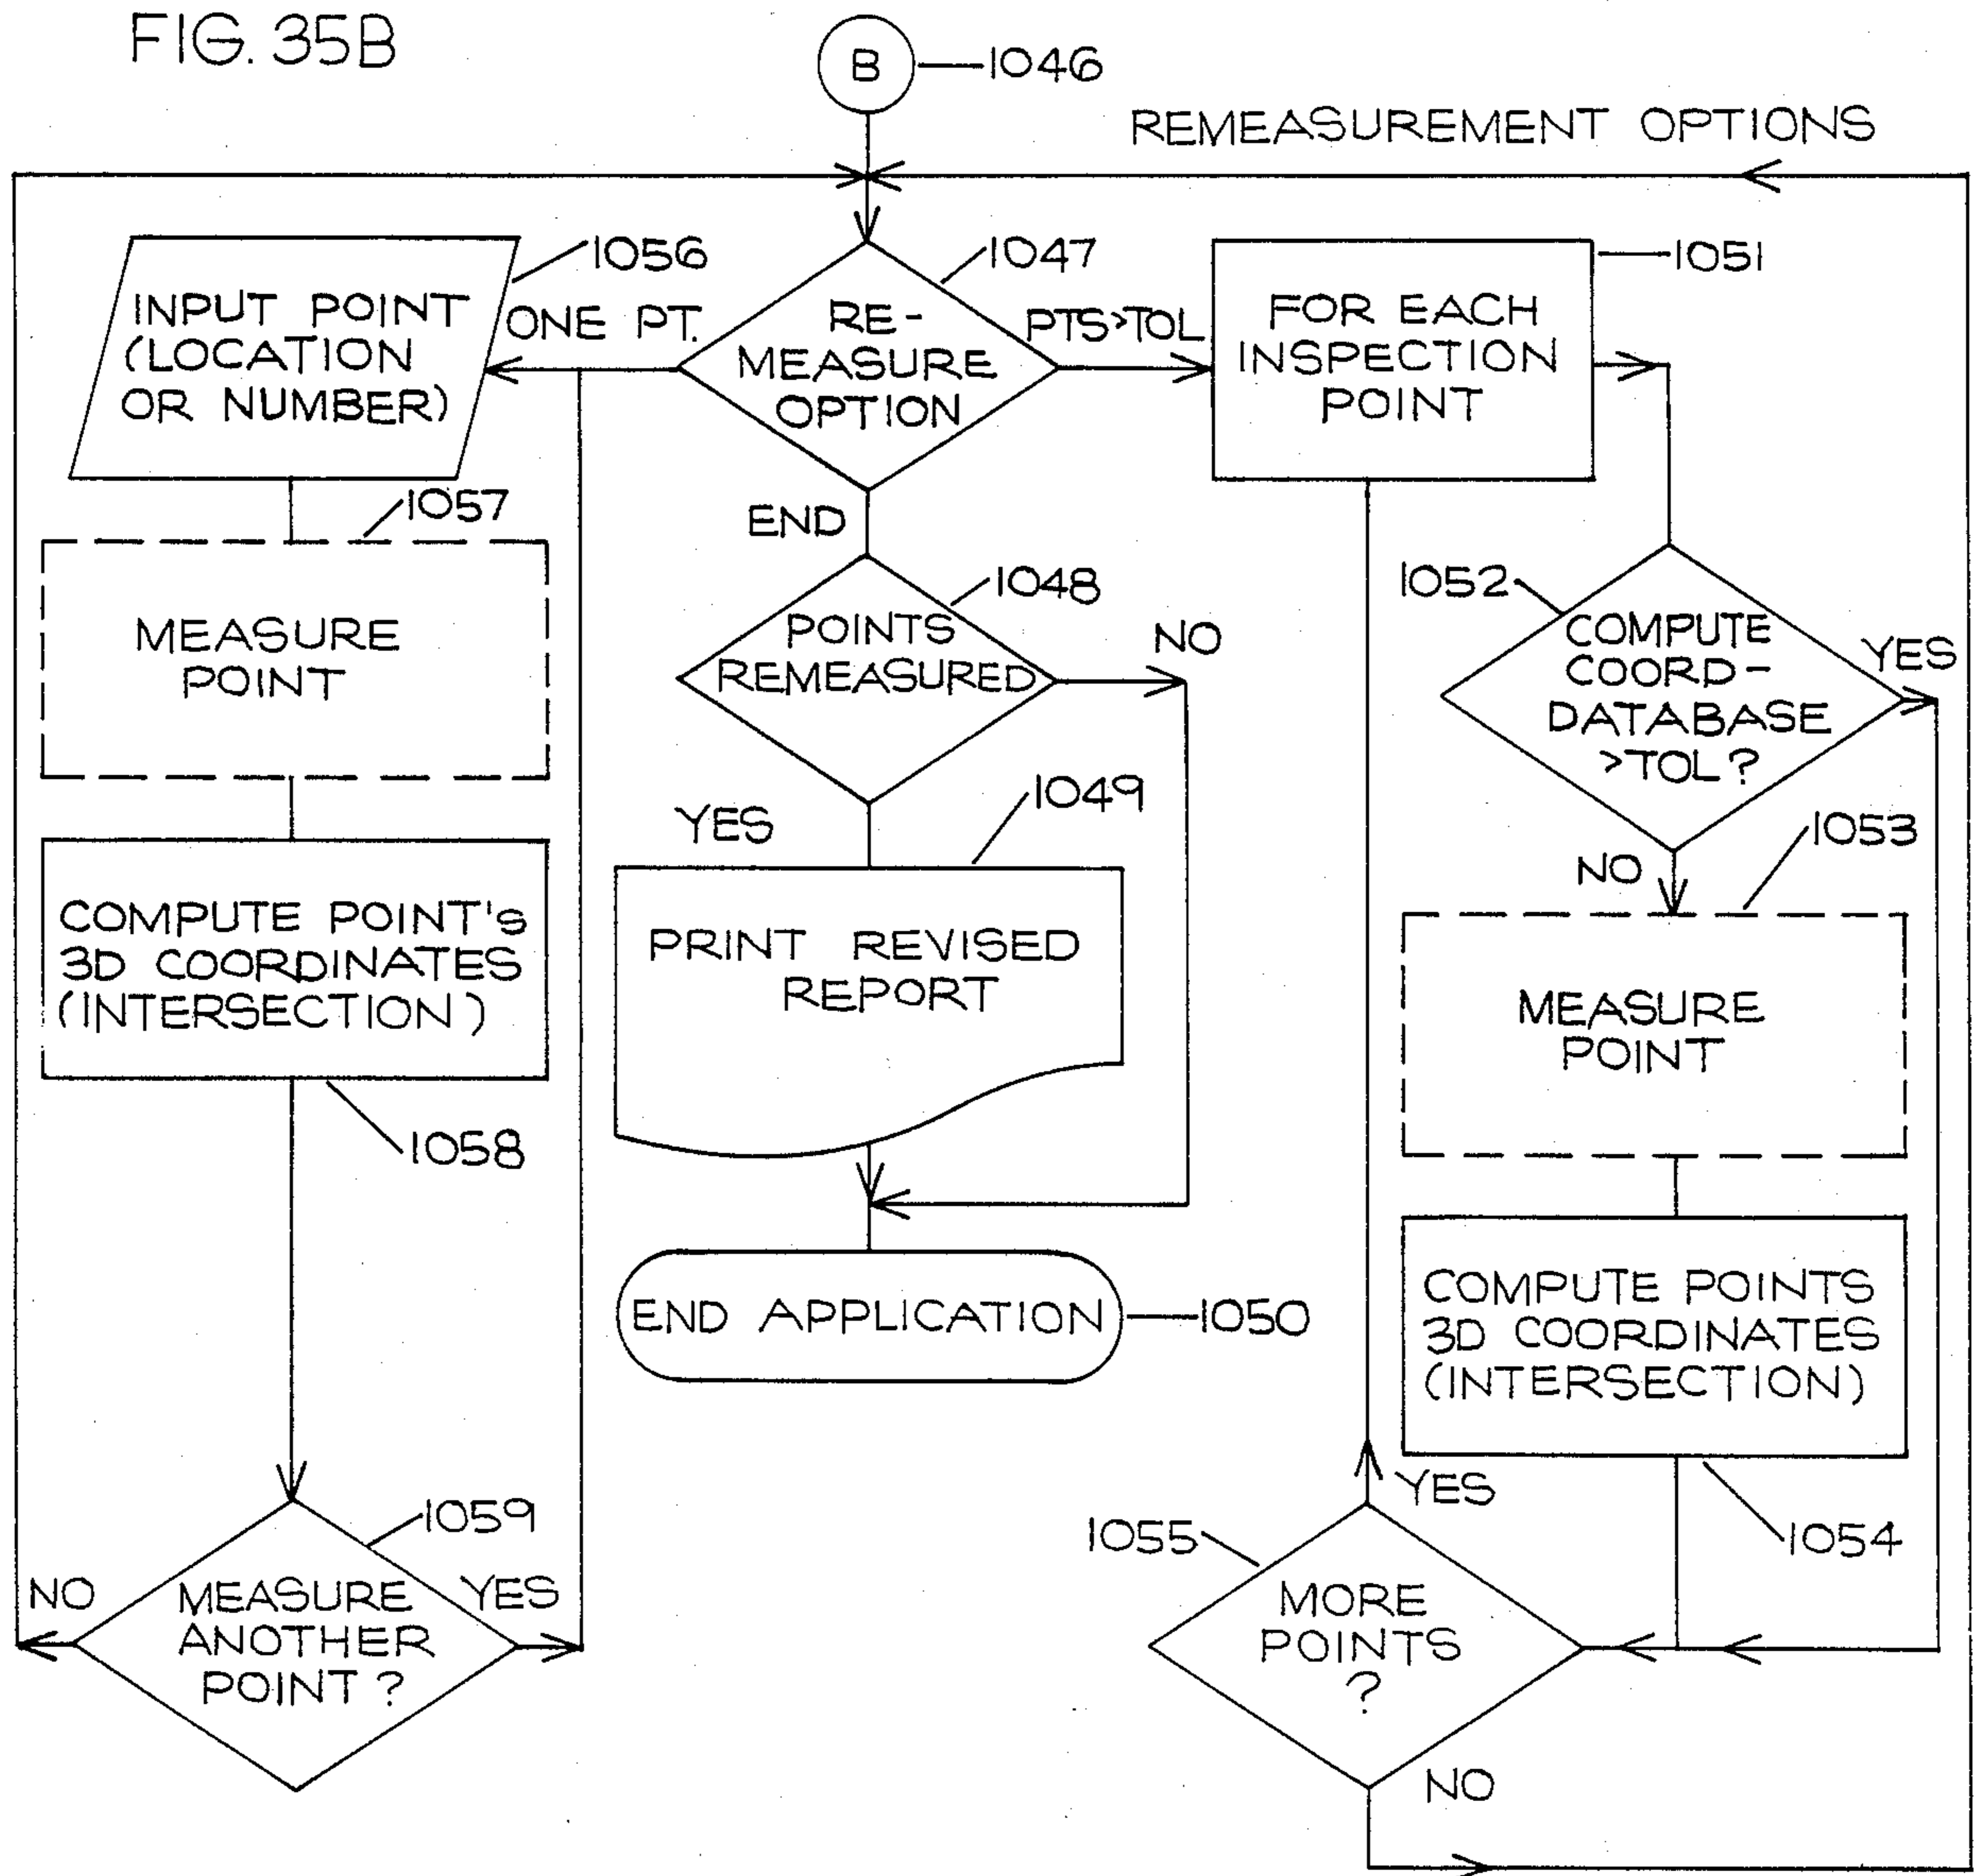 FIG. 35B
B
1046
REMEASUREMENT OPTIONS
1056
INPUT POINT
(LOCATION
OR NUMBER)
ONE PT.
1047
RE-
MEASURE
OPTION
PTS>TOL
1051
FOR EACH
INSPECTION
POINT
END
1057
MEASURE
POINT
1048
POINTS
REMEASURED
NO
YES
1052
COMPUTE
COORD-
DATABASE
>TOL?
YES
NO
1053
MEASURE
POINT
1049
PRINT REVISED
REPORT
COMPUTE POINT's
3D COORDINATES
(INTERSECTION)
1058
END APPLICATION
1050
COMPUTE POINTS
3D COORDINATES
(INTERSECTION)
1054
1059
MEASURE
ANOTHER
POINT?
NO
YES
1055
MORE
POINTS
?
YES
NO